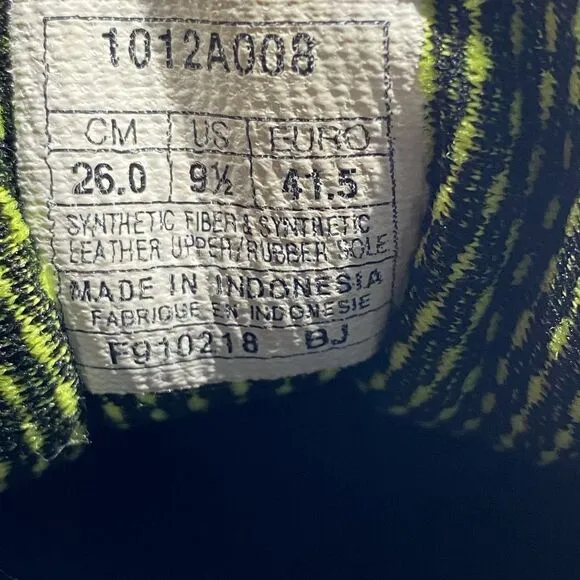 1012A008
CM US EURO
26.0 9½ 41.5
SYNTHETIC FIBER & SYNTHETIC
LEATHER UPPER/RUBBER SOLE
MADE IN INDONESIA
FABRIQUE EN INDONESIE
F910218 BJ